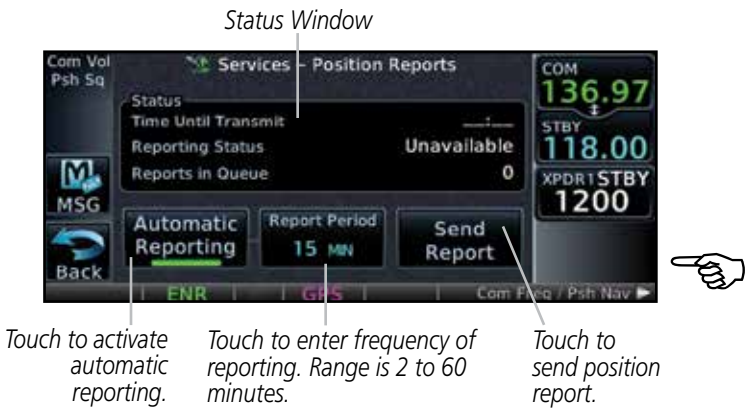 Status Window
Com Vol
Psh Sq
Services – Position Reports
COM
136.97
Status
Time Until Transmit __:__
STBY
118.00
Reporting Status Unavailable
Reports in Queue 0
XPDR1 STBY
1200
MSG
Automatic
Reporting
Report Period
15 MIN
Send
Report
Back
ENR GPS Com Freq / Psh Nav
Touch to activate
automatic
reporting.
Touch to enter frequency of
reporting. Range is 2 to 60
minutes.
Touch to
send position
report.